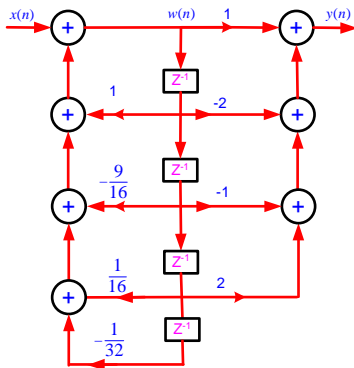 x(n) w(n) 1 y(n)
+ +
Z⁻¹
+ 1 -2 +
Z⁻¹
+ -9/16 -1 +
Z⁻¹
+ 1/16 2
Z⁻¹
-1/32